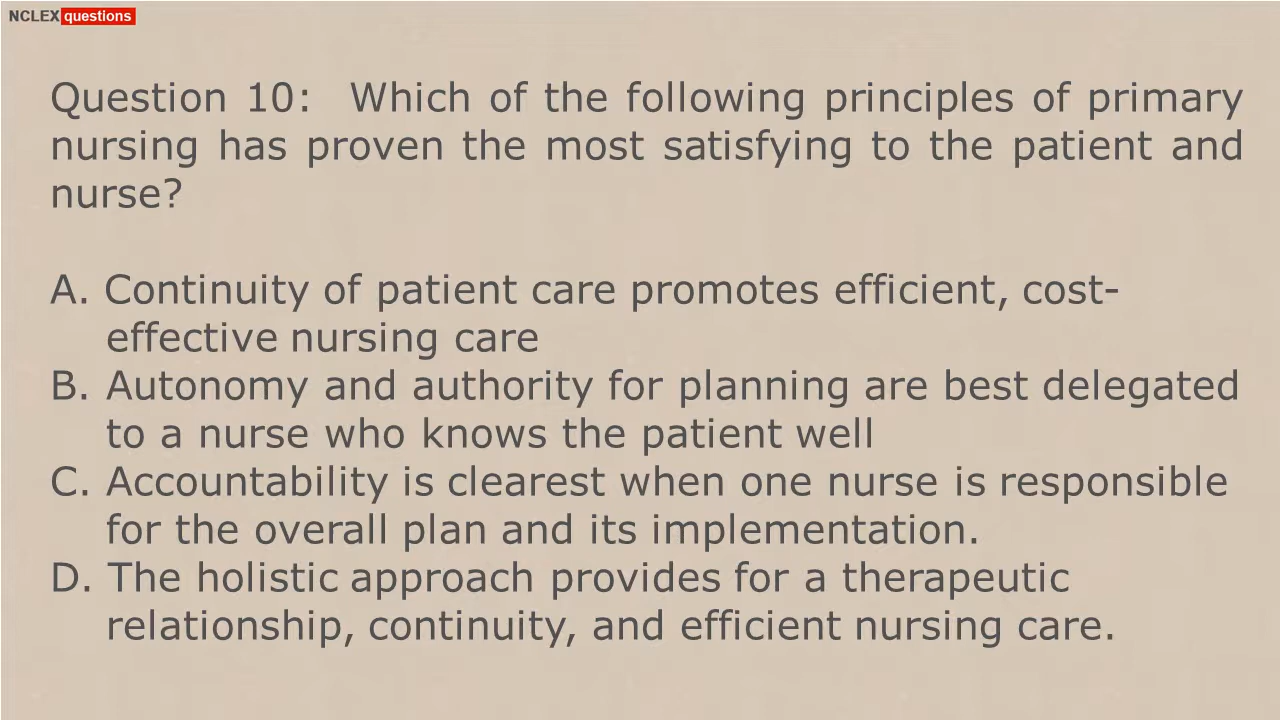 NCLEX questions
Question 10: Which of the following principles of primary
nursing has proven the most satisfying to the patient and
nurse?
A. Continuity of patient care promotes efficient, cost-
effective nursing care
B. Autonomy and authority for planning are best delegated
to a nurse who knows the patient well
C. Accountability is clearest when one nurse is responsible
for the overall plan and its implementation.
D. The holistic approach provides for a therapeutic
relationship, continuity, and efficient nursing care.